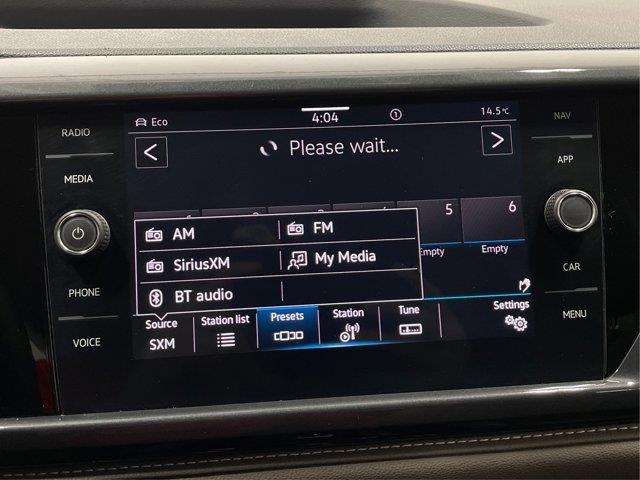 RADIO
MEDIA
PHONE
VOICE
Eco
4:04
1
14.5°C
<
Please wait...
>
5
6
Empty
Empty
AM
FM
SiriusXM
My Media
BT audio
Source
SXM
Station list
Presets
Station
Tune
Settings
NAV
APP
CAR
MENU